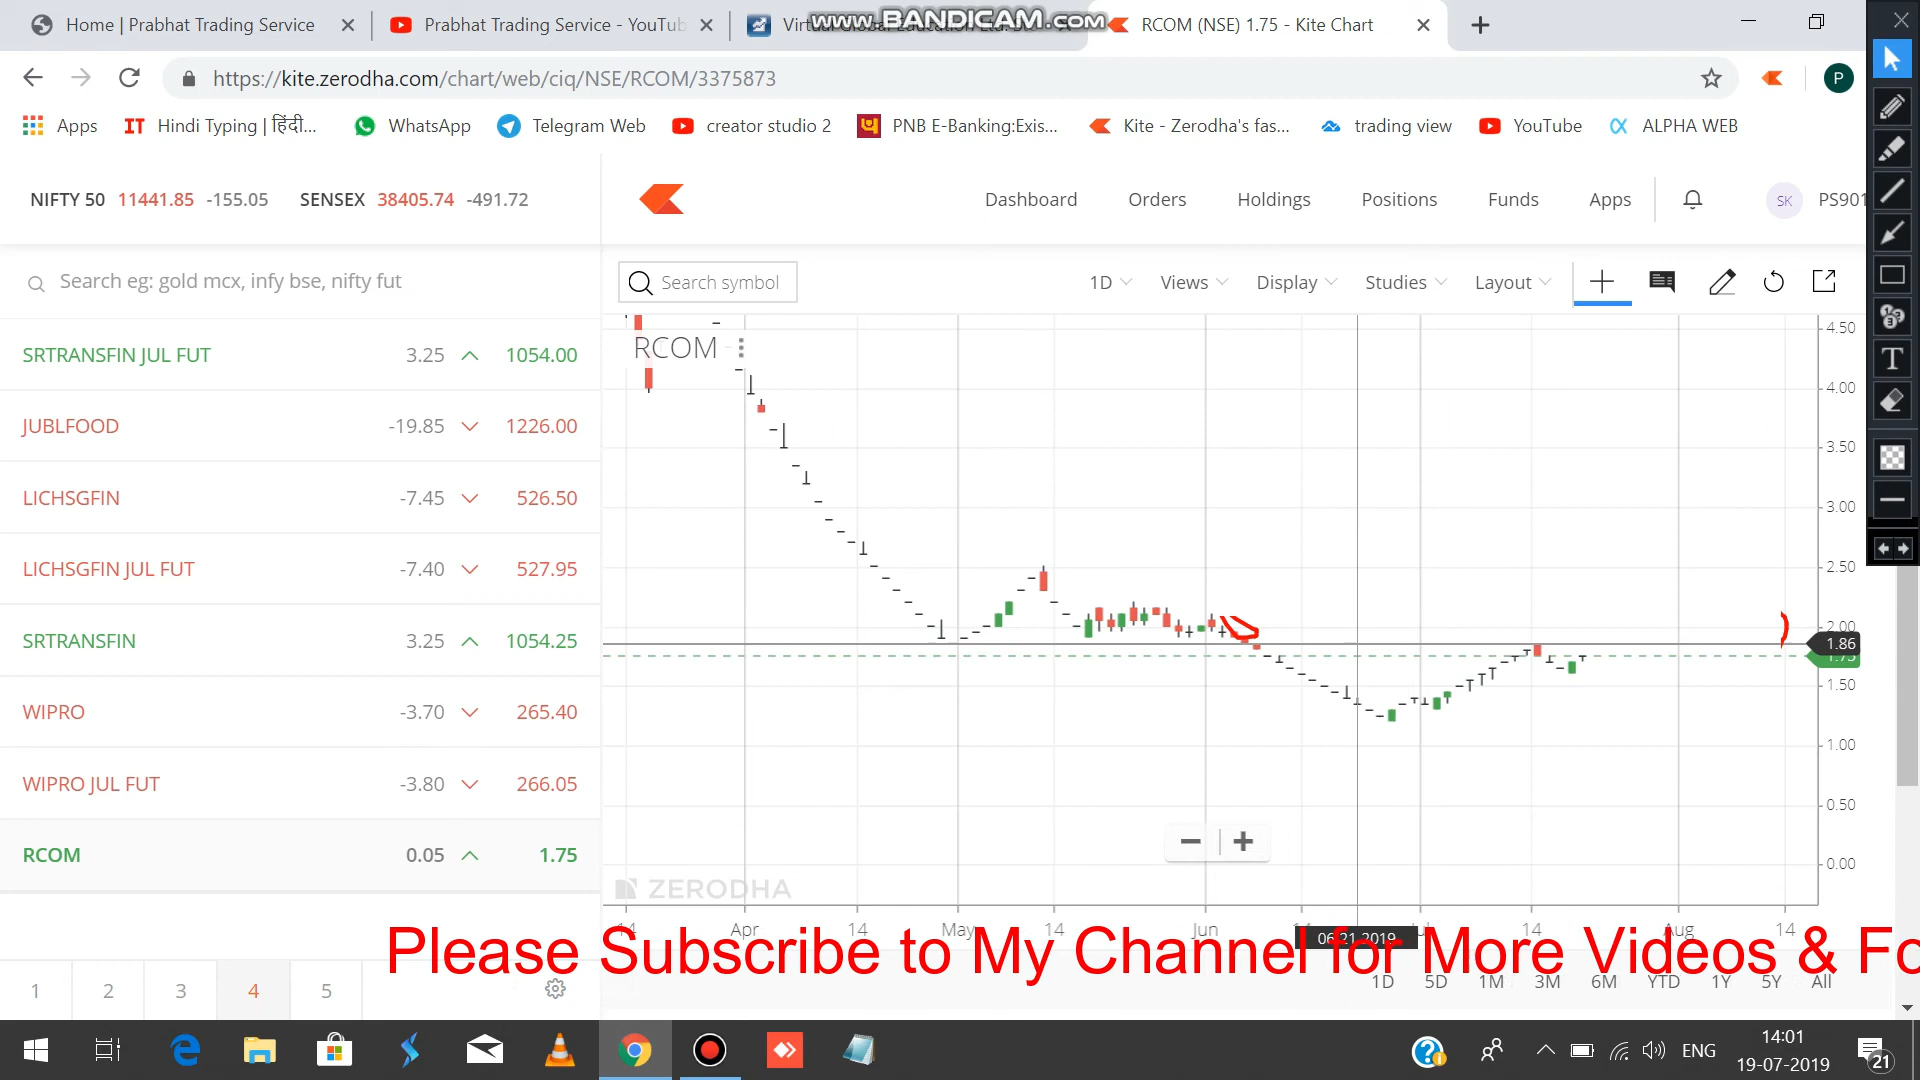 Home | Prabhat Trading Service
Prabhat Trading Service - YouTub
www.BANDICAM.com
RCOM (NSE) 1.75 - Kite Chart
https://kite.zerodha.com/chart/web/ciq/NSE/RCOM/3375873
P
Apps
IT Hindi Typing | हिंदी...
WhatsApp
Telegram Web
creator studio 2
PNB E-Banking:Exis...
Kite - Zerodha's fas...
trading view
YouTube
ALPHA WEB
NIFTY 50 11441.85 -155.05 SENSEX 38405.74 -491.72
Dashboard Orders Holdings Positions Funds Apps SK PS901
Search eg: gold mcx, infy bse, nifty fut
Search symbol
1D Views Display Studies Layout
SRTRANSFIN JUL FUT 3.25 1054.00
JUBLFOOD -19.85 1226.00
LICHSGFIN -7.45 526.50
LICHSGFIN JUL FUT -7.40 527.95
SRTRANSFIN 3.25 1054.25
WIPRO -3.70 265.40
WIPRO JUL FUT -3.80 266.05
RCOM 0.05 1.75
1 2 3 4 5
RCOM
4.50
4.00
3.50
3.00
2.50
2.00
1.86
1.75
1.50
1.00
0.50
0.00
ZERODHA
Apr 14 May 14 Jun 06 21 2019 14 Aug 14
Please Subscribe to My Channel for More Videos & Fo
1D 5D 1M 3M 6M YTD 1Y 5Y All
T
ENG
14:01
19-07-2019
21